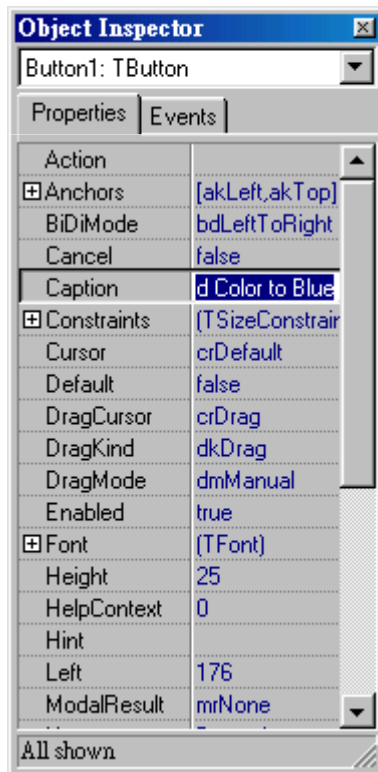 Object Inspector
Button1: TButton
Properties Events
Action
Anchors [akLeft,akTop]
BiDiMode bdLeftToRight
Cancel false
Caption d Color to Blue
Constraints (TSizeConstrain
Cursor crDefault
Default false
DragCursor crDrag
DragKind dkDrag
DragMode dmManual
Enabled true
Font (TFont)
Height 25
HelpContext 0
Hint
Left 176
ModalResult mrNone
All shown